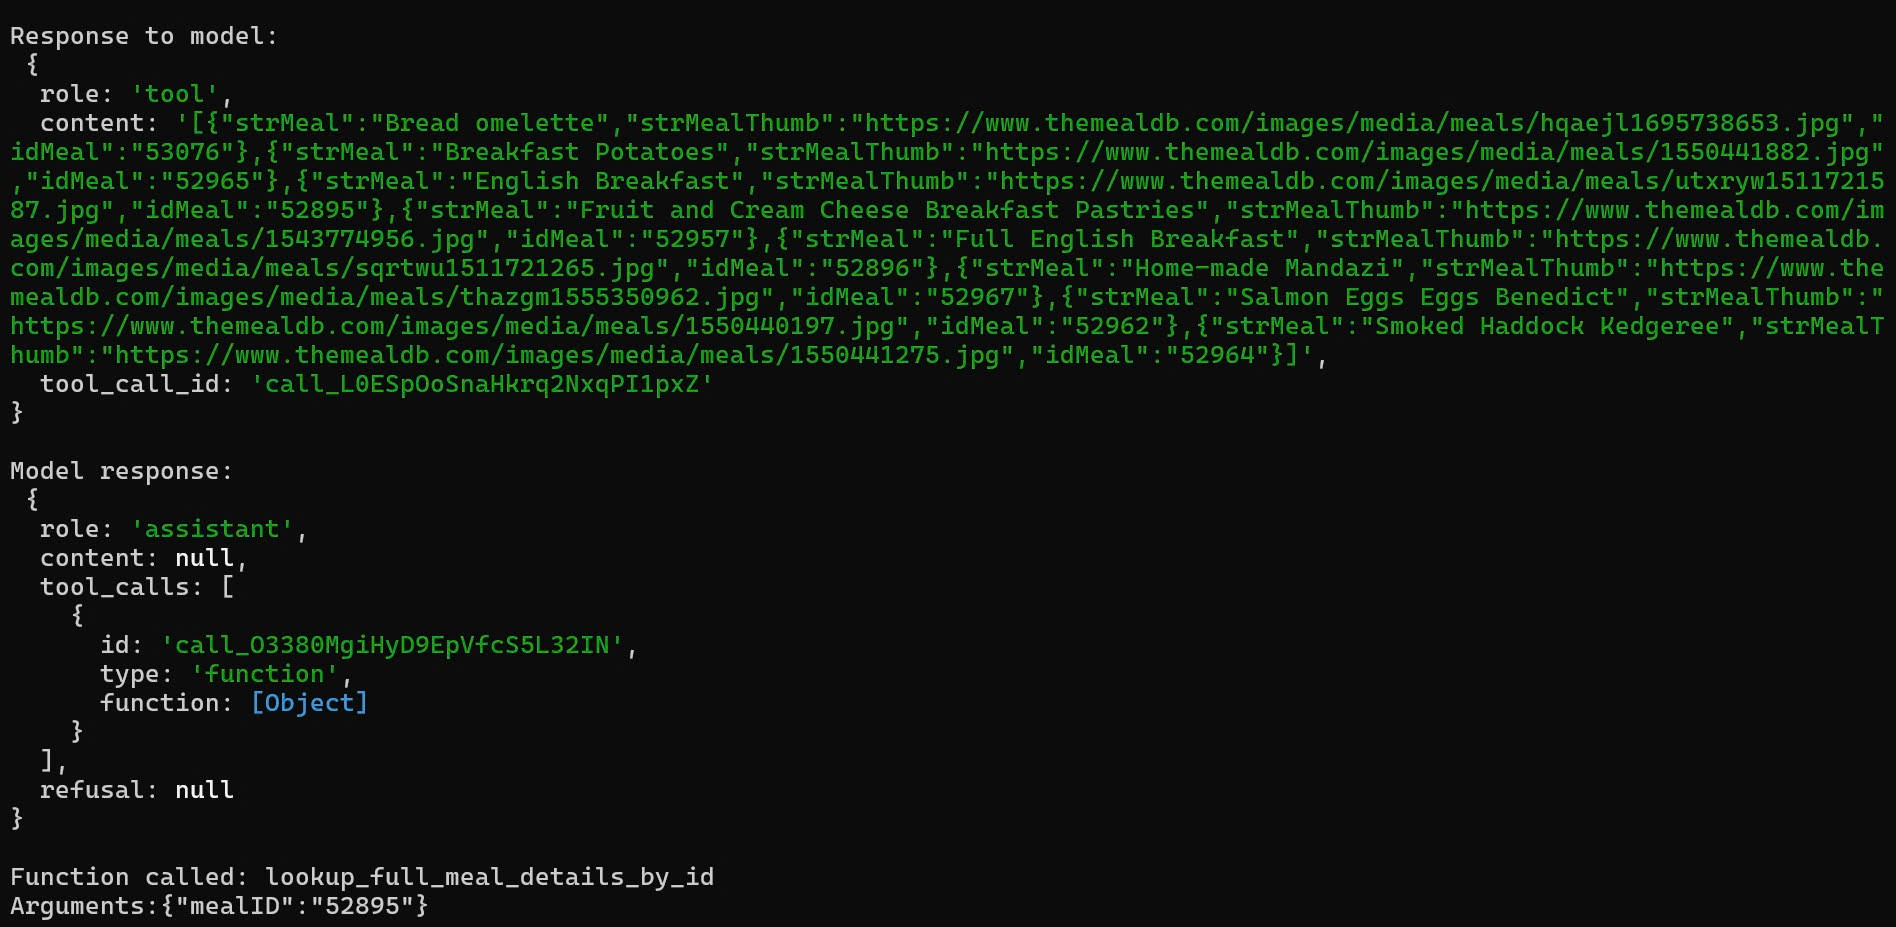 Response to model:
{
role: 'tool',
content: '[{"strMeal":"Bread omelette","strMealThumb":"https://www.themealdb.com/images/media/meals/hqaejl1695738653.jpg","
idMeal":"53076"},{"strMeal":"Breakfast Potatoes","strMealThumb":"https://www.themealdb.com/images/media/meals/1550441882.jpg"
,"idMeal":"52965"},{"strMeal":"English Breakfast","strMealThumb":"https://www.themealdb.com/images/media/meals/utxryw15117215
87.jpg","idMeal":"52895"},{"strMeal":"Fruit and Cream Cheese Breakfast Pastries","strMealThumb":"https://www.themealdb.com/im
ages/media/meals/1543774956.jpg","idMeal":"52957"},{"strMeal":"Full English Breakfast","strMealThumb":"https://www.themealdb.
com/images/media/meals/sqrtwu1511721265.jpg","idMeal":"52896"},{"strMeal":"Home-made Mandazi","strMealThumb":"https://www.the
mealdb.com/images/media/meals/thazgm1555350962.jpg","idMeal":"52967"},{"strMeal":"Salmon Eggs Eggs Benedict","strMealThumb":"
https://www.themealdb.com/images/media/meals/1550440197.jpg","idMeal":"52962"},{"strMeal":"Smoked Haddock Kedgeree","strMealT
humb":"https://www.themealdb.com/images/media/meals/1550441275.jpg","idMeal":"52964"}]',
tool_call_id: 'call_L0ESpOoSnaHkrq2NxqPI1pxZ'
}
Model response:
{
role: 'assistant',
content: null,
tool_calls: [
{
id: 'call_O3380MgiHyD9EpVfcS5L32IN',
type: 'function',
function: [Object]
}
],
refusal: null
}
Function called: lookup_full_meal_details_by_id
Arguments:{"mealID":"52895"}